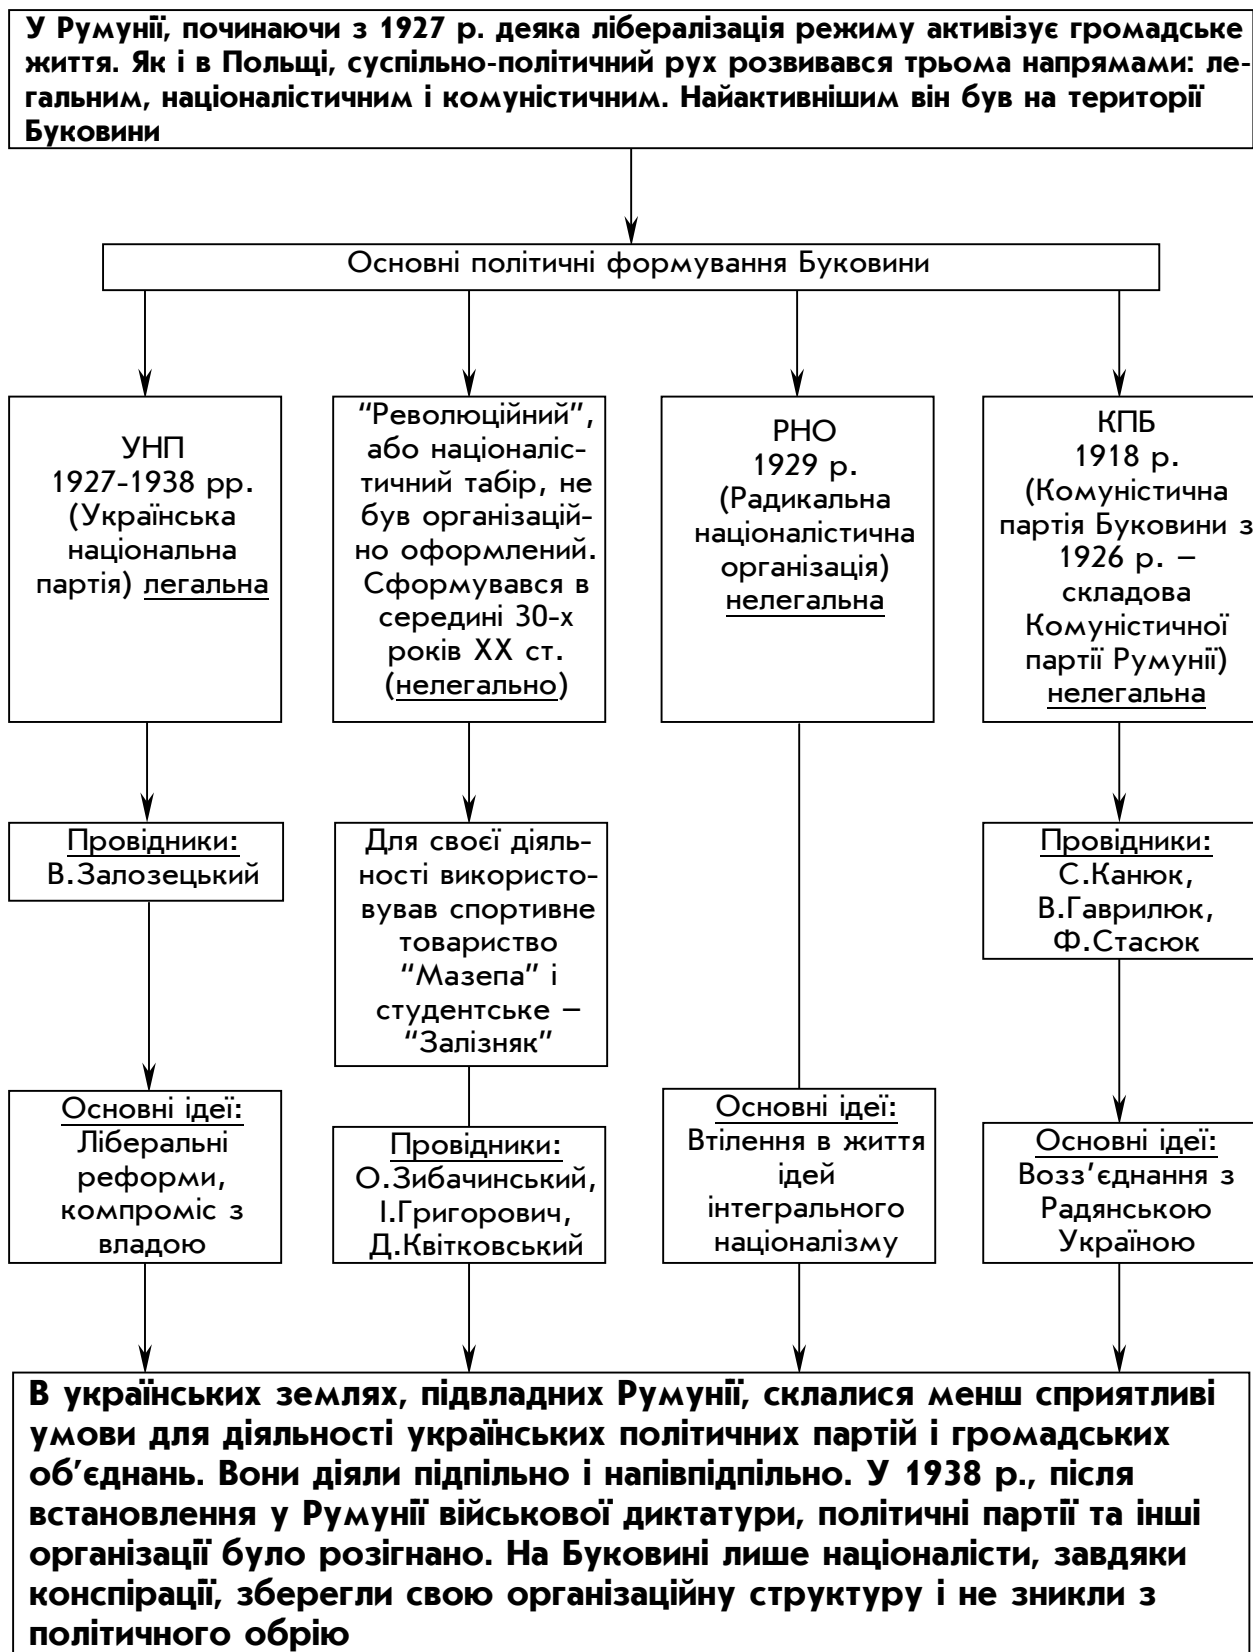 У Румунії, починаючи з 1927 р. деяка лібералізація режиму активізує громадське
життя. Як і в Польщі, суспільно-політичний рух розвивався трьома напрямами: ле-
гальним, націоналістичним і комуністичним. Найактивнішим він був на території
Буковини
Основні політичні формування Буковини
УНП
1927-1938 рр.
(Українська
національна
партія) легальна
“Революційний”,
або націоналіс-
тичний табір, не
був організацій-
но оформлений.
Сформувався в
середині 30-х
років XX ст.
(нелегально)
РНО
1929 р.
(Радикальна
націоналістична
організація)
нелегальна
КПБ
1918 р.
(Комуністична
партія Буковини з
1926 р. –
складова
Комуністичної
партії Румунії)
нелегальна
Провідники:
В.Залозецький
Для своєї діяль-
ності використо-
вував спортивне
товариство
“Мазепа” і
студентське –
“Залізняк”
Провідники:
С.Канюк,
В.Гаврилюк,
Ф.Стасюк
Основні ідеї:
Ліберальні
реформи,
компроміс з
владою
Провідники:
О.Зибачинський,
І.Григорович,
Д.Квітковський
Основні ідеї:
Втілення в життя
ідей
інтегрального
націоналізму
Основні ідеї:
Возз’єднання з
Радянською
Україною
В українських землях, підвладних Румунії, склалися менш сприятливі
умови для діяльності українських політичних партій і громадських
об’єднань. Вони діяли підпільно і напівпідпільно. У 1938 р., після
встановлення у Румунії військової диктатури, політичні партії та інші
організації було розігнано. На Буковині лише націоналісти, завдяки
конспірації, зберегли свою організаційну структуру і не зникли з
політичного обрію